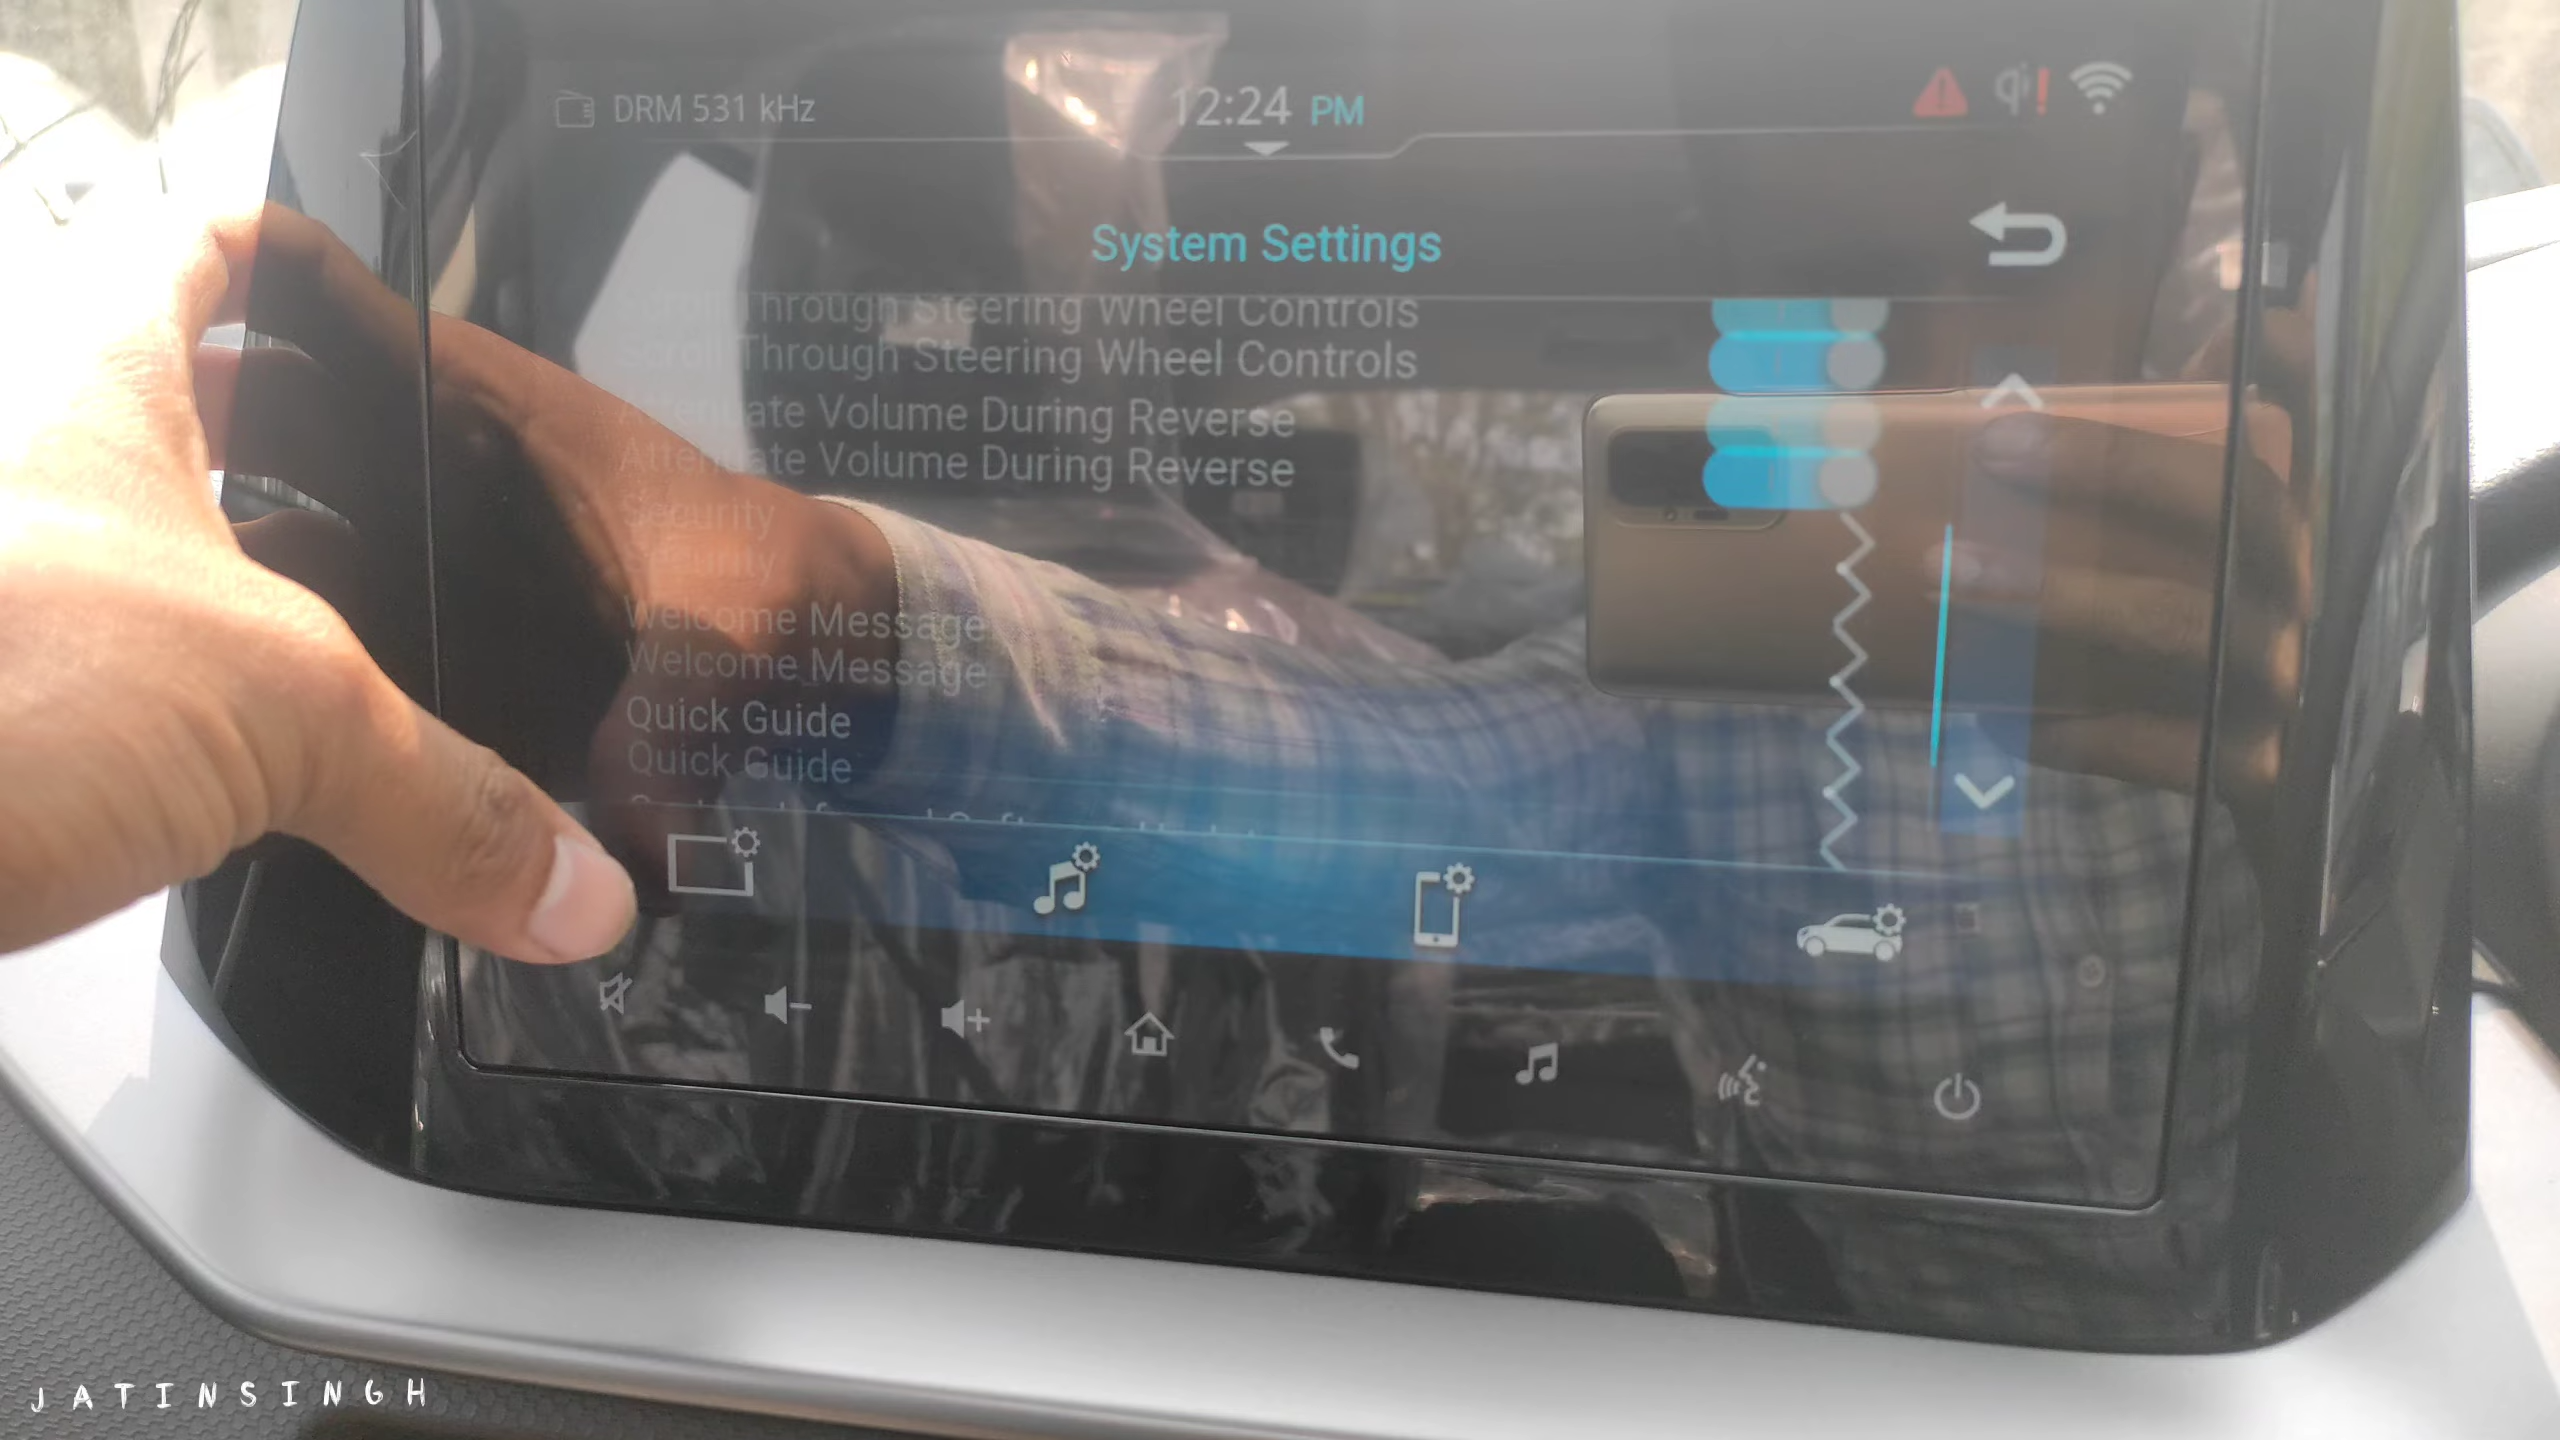 DRM 531 kHz
12:24 PM
qi!
System Settings
Scroll Through Steering Wheel Controls
Scroll Through Steering Wheel Controls
Attenuate Volume During Reverse
Attenuate Volume During Reverse
Security
Security
Welcome Message
Welcome Message
Quick Guide
Quick Guide
JATINSINGH